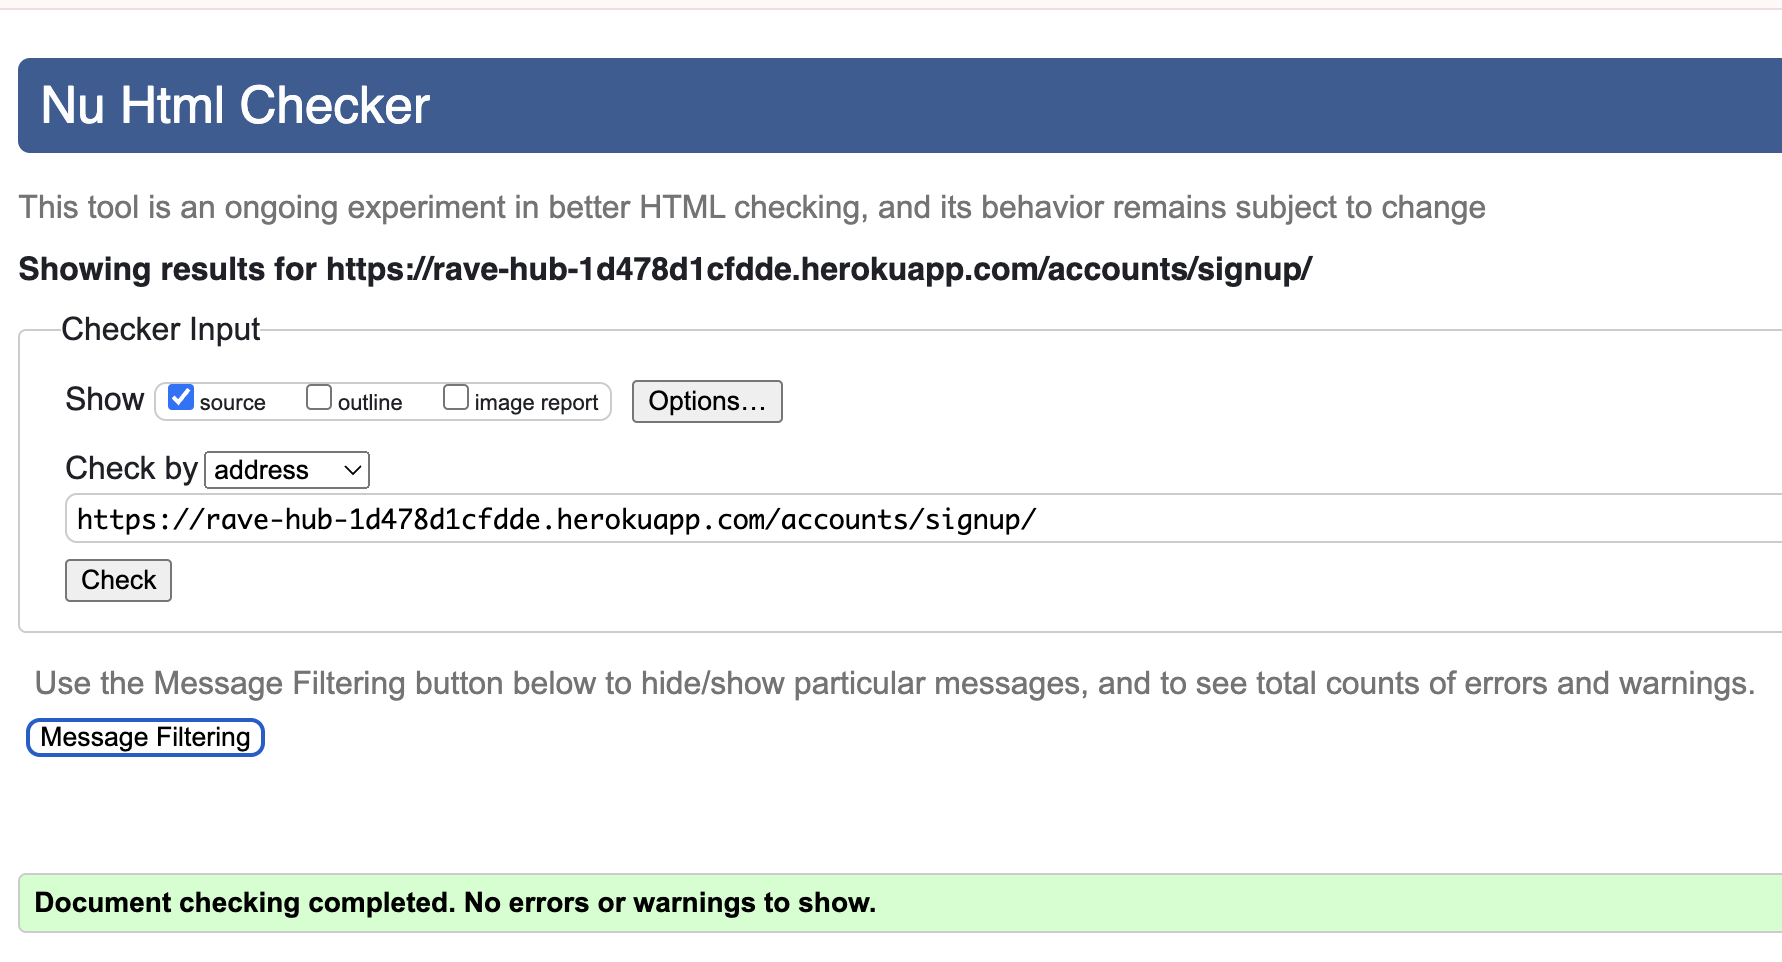 Nu Html Checker
This tool is an ongoing experiment in better HTML checking, and its behavior remains subject to change
Showing results for https://rave-hub-1d478d1cfdde.herokuapp.com/accounts/signup/
Checker Input
Show source outline image report Options…
Check by address
https://rave-hub-1d478d1cfdde.herokuapp.com/accounts/signup/
Check
Use the Message Filtering button below to hide/show particular messages, and to see total counts of errors and warnings.
Message Filtering
Document checking completed. No errors or warnings to show.